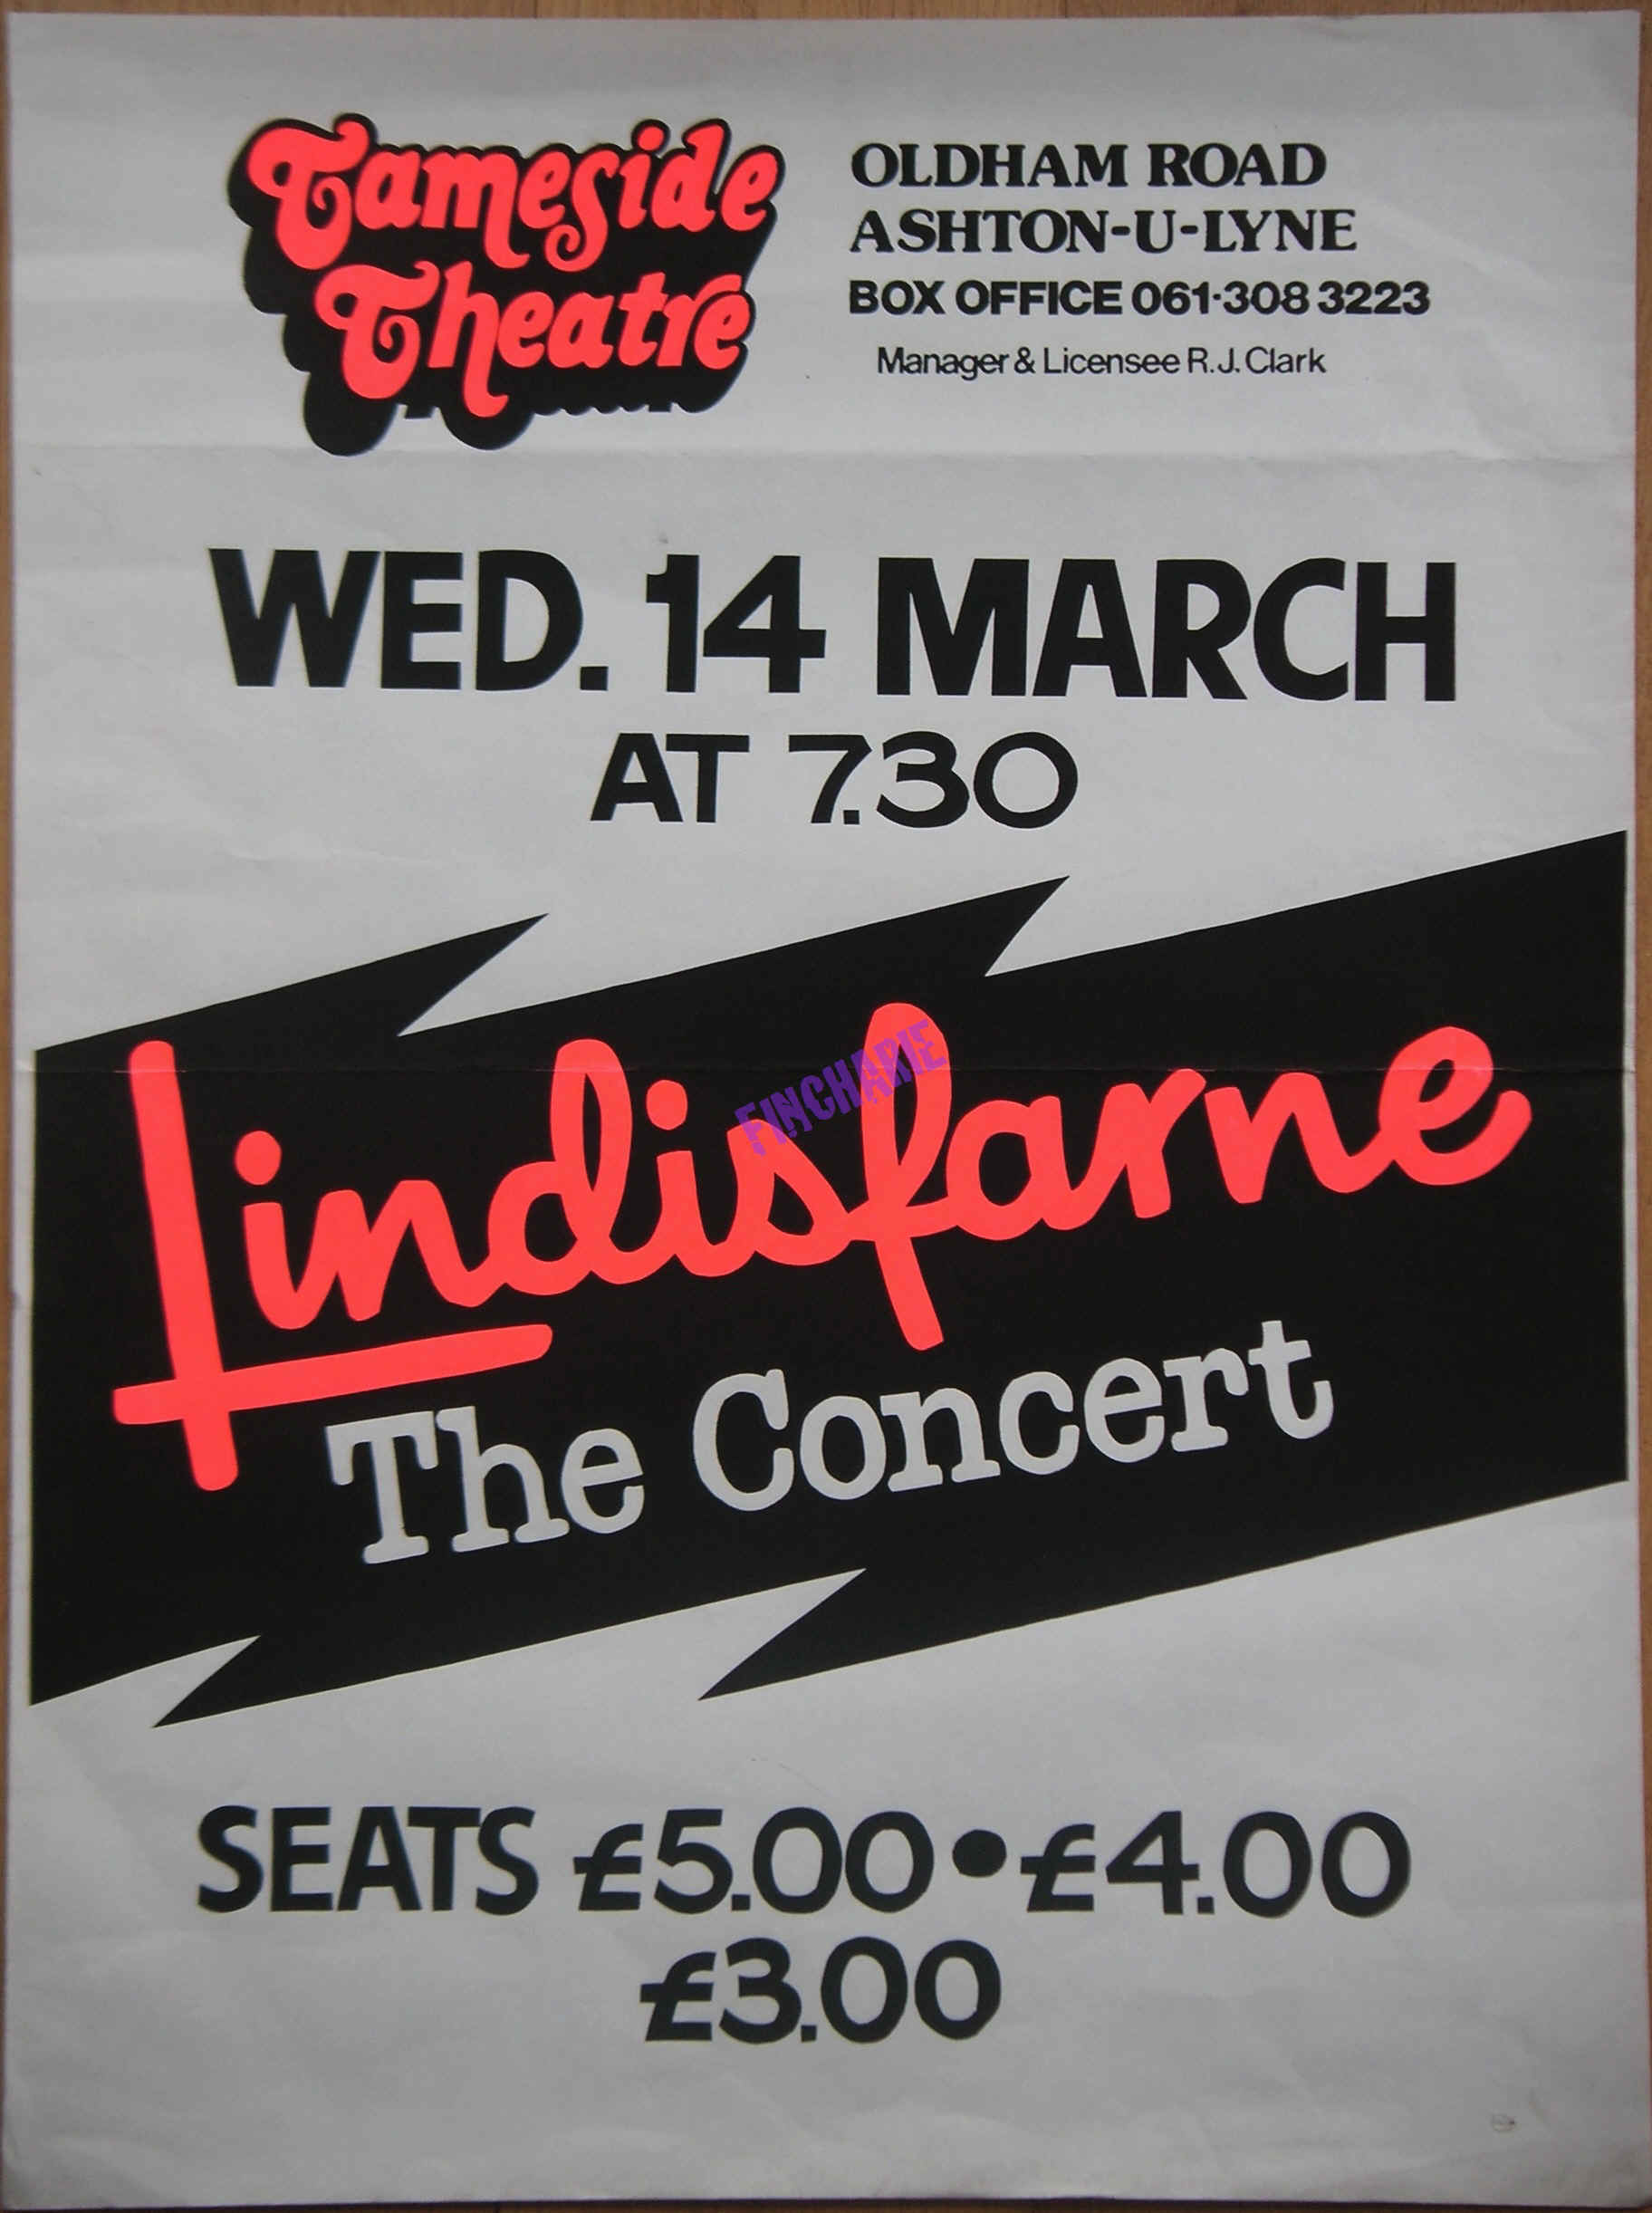 Tameside
Theatre
OLDHAM ROAD
ASHTON-U-LYNE
BOX OFFICE 061·308 3223
Manager & Licensee R.J. Clark
WED. 14 MARCH
AT 7.30
Lindisfarne
FINCHARIE
The Concert
SEATS £5.00•£4.00
£3.00